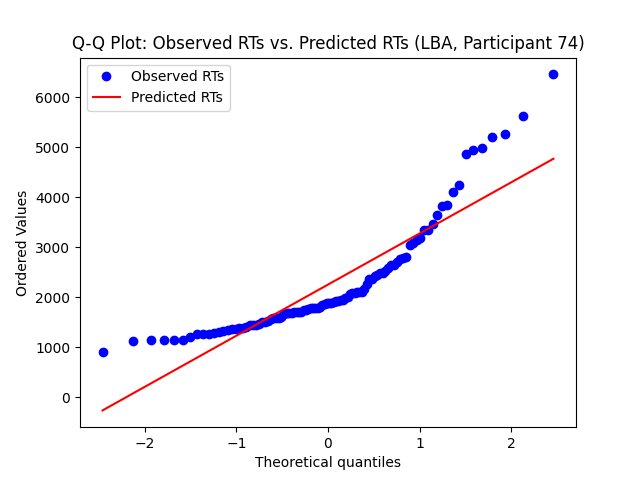 Q-Q Plot: Observed RTs vs. Predicted RTs (LBA, Participant 74)
Observed RTs
Predicted RTs
Ordered Values
6000
5000
4000
3000
2000
1000
0
−2
−1
0
1
2
Theoretical quantiles